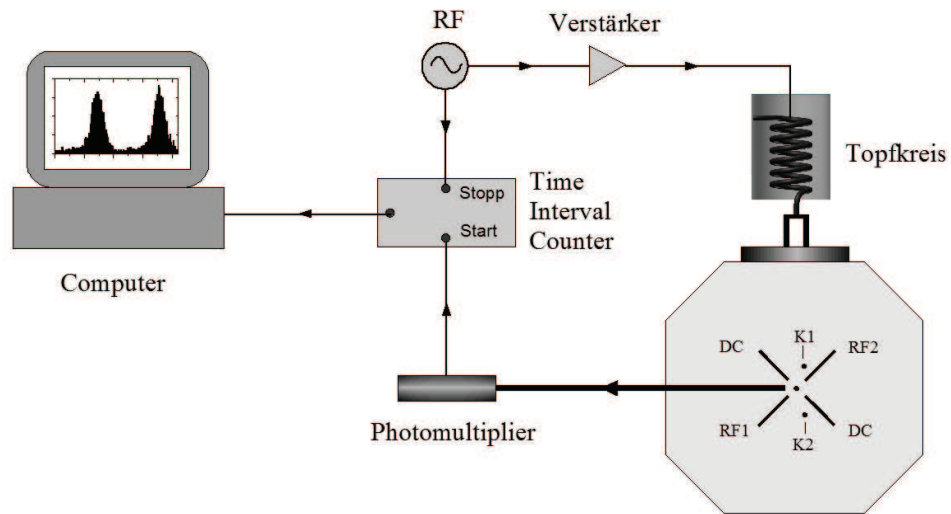 RF
Verstärker
Topfkreis
Stopp
Start
Time
Interval
Counter
Computer
Photomultiplier
K1
DC
RF2
RF1
DC
K2